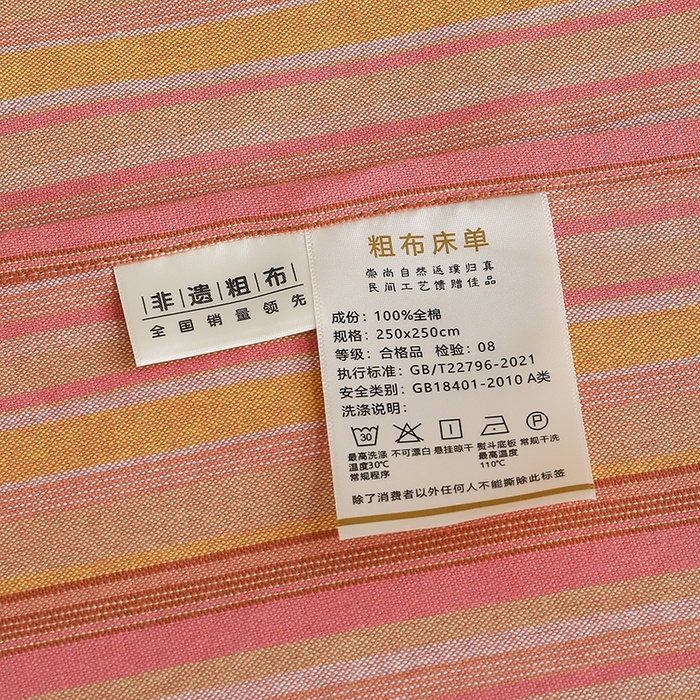 非遗粗布
全国销量领先
粗布床单
崇尚自然返璞归真
民间工艺馈赠佳品
成份：100%全棉
规格：250x250cm
等级：合格品 检验：08
执行标准：GB/T22796-2021
安全类别：GB18401-2010 A类
洗涤说明：
30 P
最高洗涤 不可漂白 悬挂晾干 熨斗底板 常规干洗
温度30℃ 最高温度
常规程序 110℃
除了消费者以外任何人不能撕除此标签